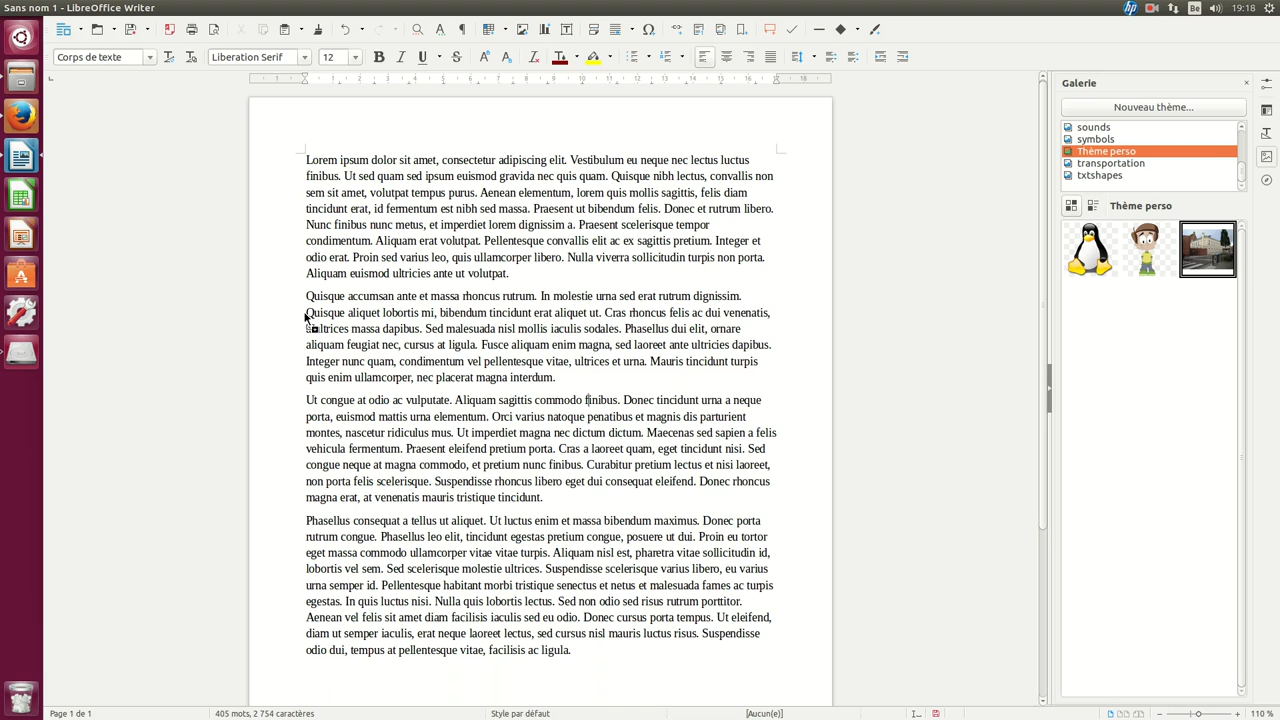 Sans nom 1 - LibreOffice Writer
Be
19:18
Corps de texte
Liberation Serif
12
Galerie
Nouveau thème...
sounds
symbols
Thème perso
transportation
txtshapes
Thème perso
Lorem ipsum dolor sit amet, consectetur adipiscing elit. Vestibulum eu neque nec lectus luctus
finibus. Ut sed quam sed ipsum euismod gravida nec quis quam. Quisque nibh lectus, convallis non
sem sit amet, volutpat tempus purus. Aenean elementum, lorem quis mollis sagittis, felis diam
tincidunt erat, id fermentum est nibh sed massa. Praesent ut bibendum felis. Donec et rutrum libero.
Nunc finibus nunc metus, et imperdiet lorem dignissim a. Praesent scelerisque tempor
condimentum. Aliquam erat volutpat. Pellentesque convallis elit ac ex sagittis pretium. Integer et
odio erat. Proin sed varius leo, quis ullamcorper libero. Nulla viverra sollicitudin turpis non porta.
Aliquam euismod ultricies ante ut volutpat.
Quisque accumsan ante et massa rhoncus rutrum. In molestie urna sed erat rutrum dignissim.
Quisque aliquet lobortis mi, bibendum tincidunt erat aliquet ut. Cras rhoncus felis ac dui venenatis,
ultrices massa dapibus. Sed malesuada nisl mollis iaculis sodales. Phasellus dui elit, ornare
aliquam feugiat nec, cursus at ligula. Fusce aliquam enim magna, sed laoreet ante ultricies dapibus.
Integer nunc quam, condimentum vel pellentesque vitae, ultrices et urna. Mauris tincidunt turpis
quis enim ullamcorper, nec placerat magna interdum.
Ut congue at odio ac vulputate. Aliquam sagittis commodo finibus. Donec tincidunt urna a neque
porta, euismod mattis urna elementum. Orci varius natoque penatibus et magnis dis parturient
montes, nascetur ridiculus mus. Ut imperdiet magna nec dictum dictum. Maecenas sed sapien a felis
vehicula fermentum. Praesent eleifend pretium porta. Cras a laoreet quam, eget tincidunt nisi. Sed
congue neque at magna commodo, et pretium nunc finibus. Curabitur pretium lectus et nisi laoreet,
non porta felis scelerisque. Suspendisse rhoncus libero eget dui consequat eleifend. Donec rhoncus
magna erat, at venenatis mauris tristique tincidunt.
Phasellus consequat a tellus ut aliquet. Ut luctus enim et massa bibendum maximus. Donec porta
rutrum congue. Phasellus leo elit, tincidunt egestas pretium congue, posuere ut dui. Proin eu tortor
eget massa commodo ullamcorper vitae vitae turpis. Aliquam nisl est, pharetra vitae sollicitudin id,
lobortis vel sem. Sed scelerisque molestie ultrices. Suspendisse scelerisque varius libero, eu varius
urna semper id. Pellentesque habitant morbi tristique senectus et netus et malesuada fames ac turpis
egestas. In quis luctus nisi. Nulla quis lobortis lectus. Sed non odio sed risus rutrum porttitor.
Aenean vel felis sit amet diam facilisis iaculis sed eu odio. Donec cursus porta tempus. Ut eleifend,
diam ut semper iaculis, erat neque laoreet lectus, sed cursus nisl mauris luctus risus. Suspendisse
odio dui, tempus at pellentesque vitae, facilisis ac ligula.
Page 1 de 1
405 mots, 2 754 caractères
Style par défaut
[Aucun(e)]
110 %